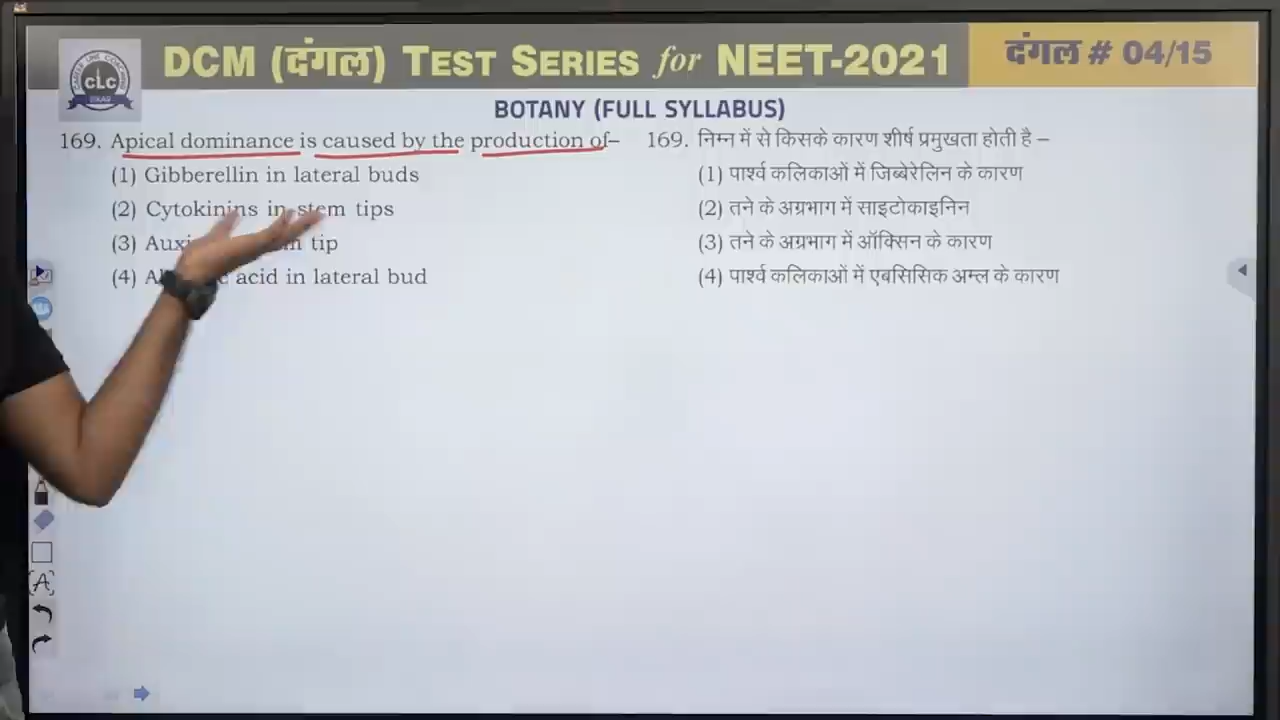 DCM (दंगल) TEST SERIES for NEET-2021
दंगल # 04/15
CLC
BOTANY (FULL SYLLABUS)
169. Apical dominance is caused by the production of–
(1) Gibberellin in lateral buds
(2) Cytokinins in stem tips
(3) tip
(4) acid in lateral bud
169. निम्न में से किसके कारण शीर्ष प्रमुखता होती है –
(1) पार्श्व कलिकाओं में जिब्बेरेलिन के कारण
(2) तने के अग्रभाग में साइटोकाइनिन
(3) तने के अग्रभाग में ऑक्सिन के कारण
(4) पार्श्व कलिकाओं में एबसिसिक अम्ल के कारण
[A]